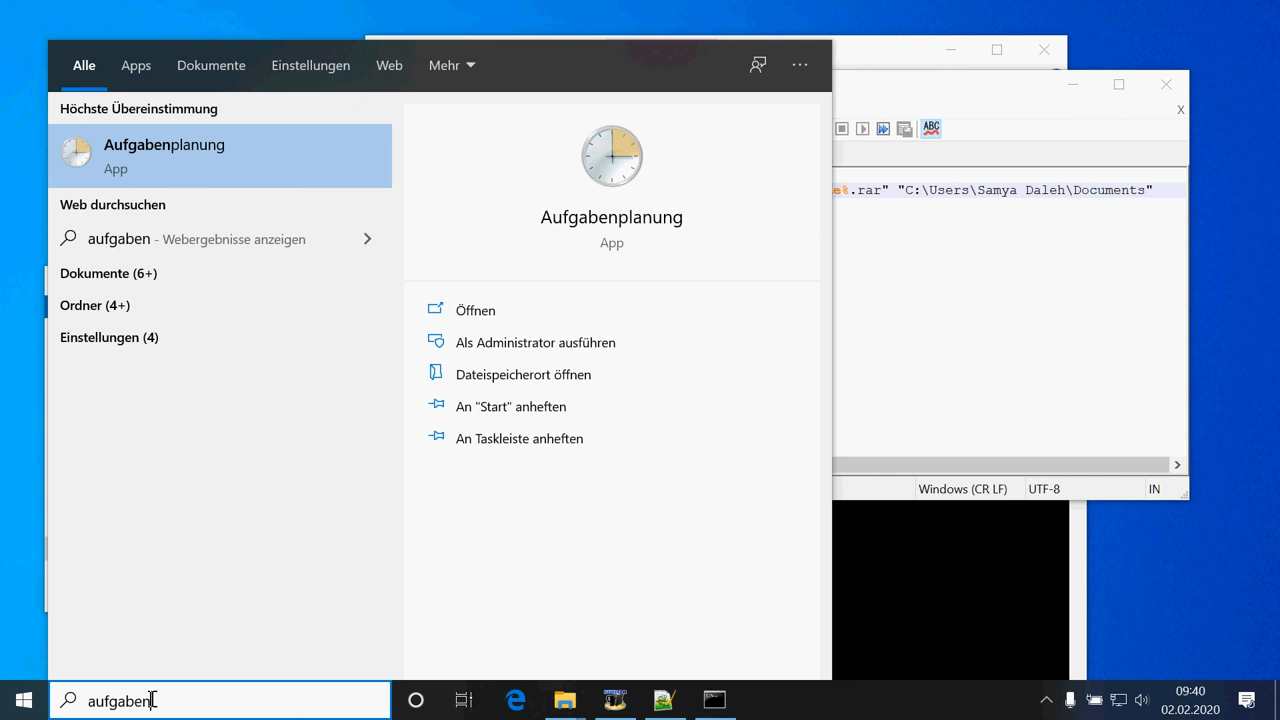 Alle Apps Dokumente Einstellungen Web Mehr
Höchste Übereinstimmung
Aufgabenplanung
App
Web durchsuchen
aufgaben - Webergebnisse anzeigen
Dokumente (6+)
Ordner (4+)
Einstellungen (4)
Aufgabenplanung
App
Öffnen
Als Administrator ausführen
Dateispeicherort öffnen
An "Start" anheften
An Taskleiste anheften
X
ABC
e%.rar" "C:\Users\Samya Daleh\Documents"
Windows (CR LF) UTF-8 IN
aufgaben
09:40
02.02.2020